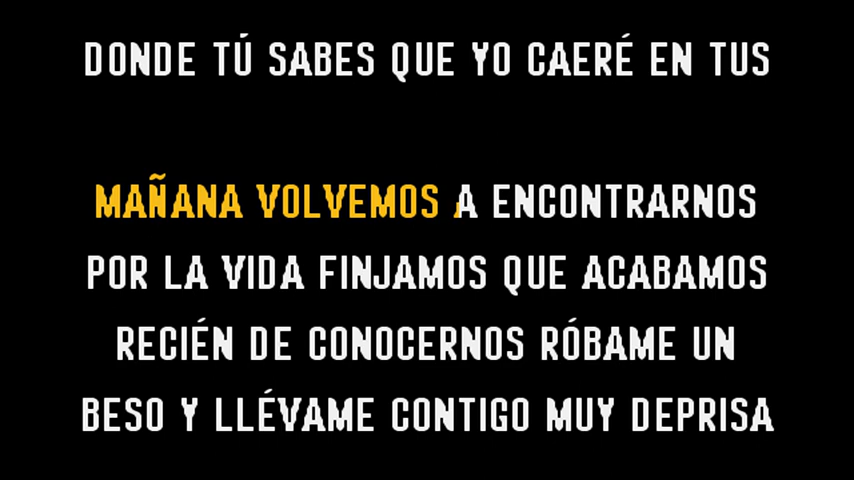 DONDE TÚ SABES QUE YO CAERÉ EN TUS
MAÑANA VOLVEMOS A ENCONTRARNOS
POR LA VIDA FINJAMOS QUE ACABAMOS
RECIÉN DE CONOCERNOS RÓBAME UN
BESO Y LLÉVAME CONTIGO MUY DEPRISA